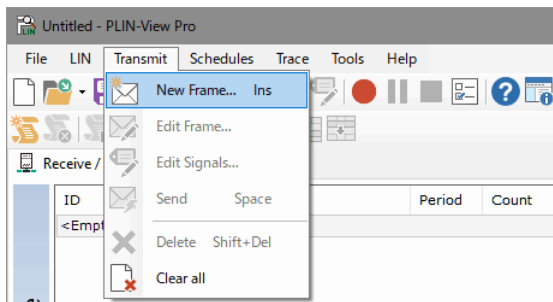 Untitled - PLIN-View Pro
File LIN Transmit Schedules Trace Tools Help
New Frame... Ins
Edit Frame...
Receive /
Edit Signals...
ID Period Count
Send Space
<Empt
Delete Shift+Del
Clear all